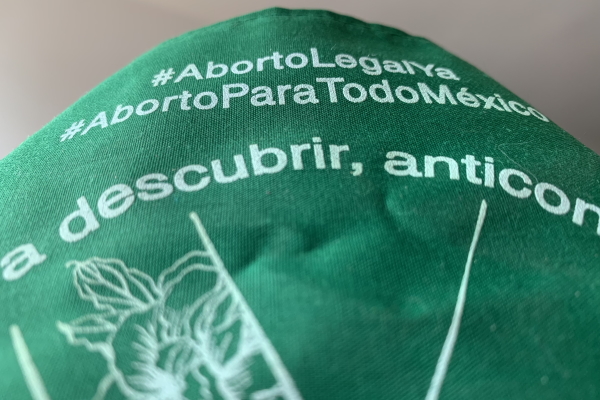 #AbortoLegalYa
#AbortoParaTodoMéxico
a descubrir, anticon